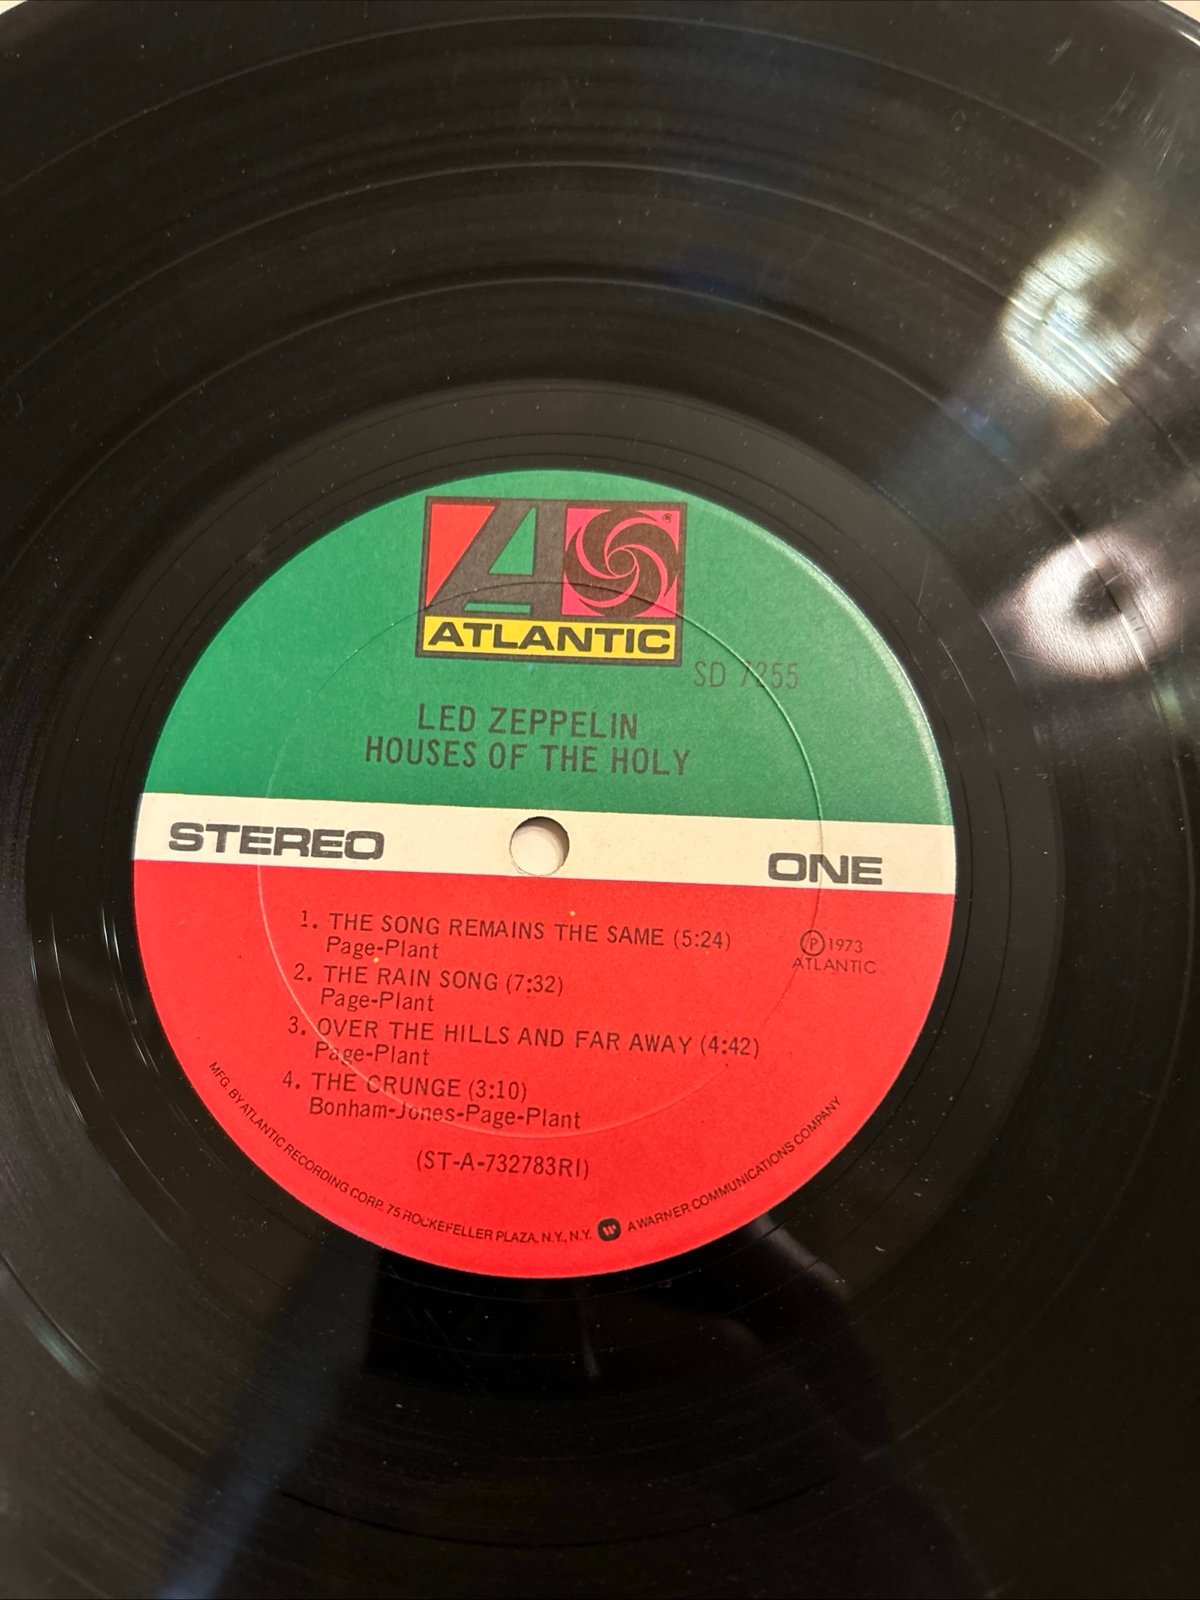 ATLANTIC
SD 7255
LED ZEPPELIN
HOUSES OF THE HOLY
STEREO
ONE
1. THE SONG REMAINS THE SAME (5:24)
Page-Plant
2. THE RAIN SONG (7:32)
Page-Plant
3. OVER THE HILLS AND FAR AWAY (4:42)
Page-Plant
4. THE CRUNGE (3:10)
Bonham-Jones-Page-Plant
℗ 1973
ATLANTIC
(ST-A-732783RI)
MFG. BY ATLANTIC RECORDING CORP. 75 ROCKEFELLER PLAZA, N.Y., N.Y. A WARNER COMMUNICATIONS COMPANY